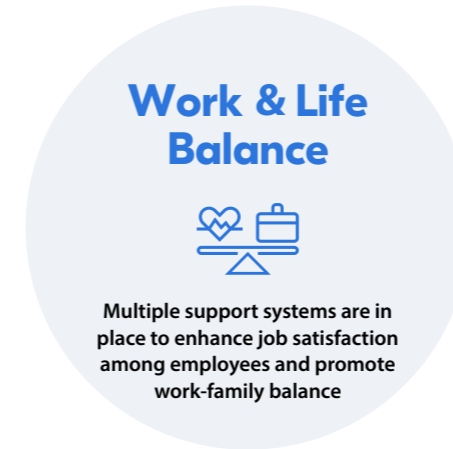 Work & Life
Balance
Multiple support systems are in
place to enhance job satisfaction
among employees and promote
work-family balance